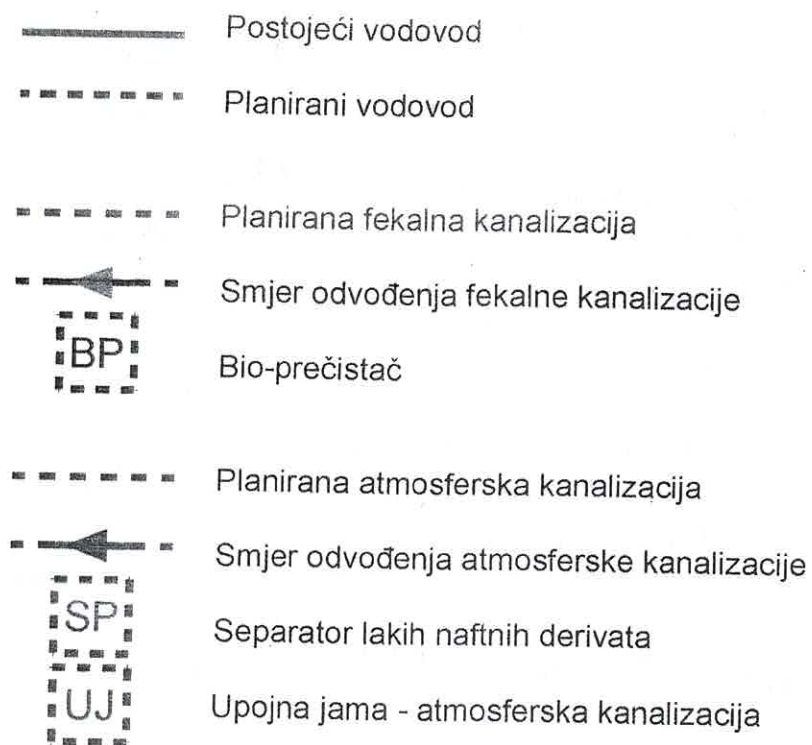 Postojeći vodovod
Planirani vodovod
Planirana fekalna kanalizacija
Smjer odvođenja fekalne kanalizacije
BP
Bio-prečistač
Planirana atmosferska kanalizacija
Smjer odvođenja atmosferske kanalizacije
SP
Separator lakih naftnih derivata
UJ
Upojna jama - atmosferska kanalizacija